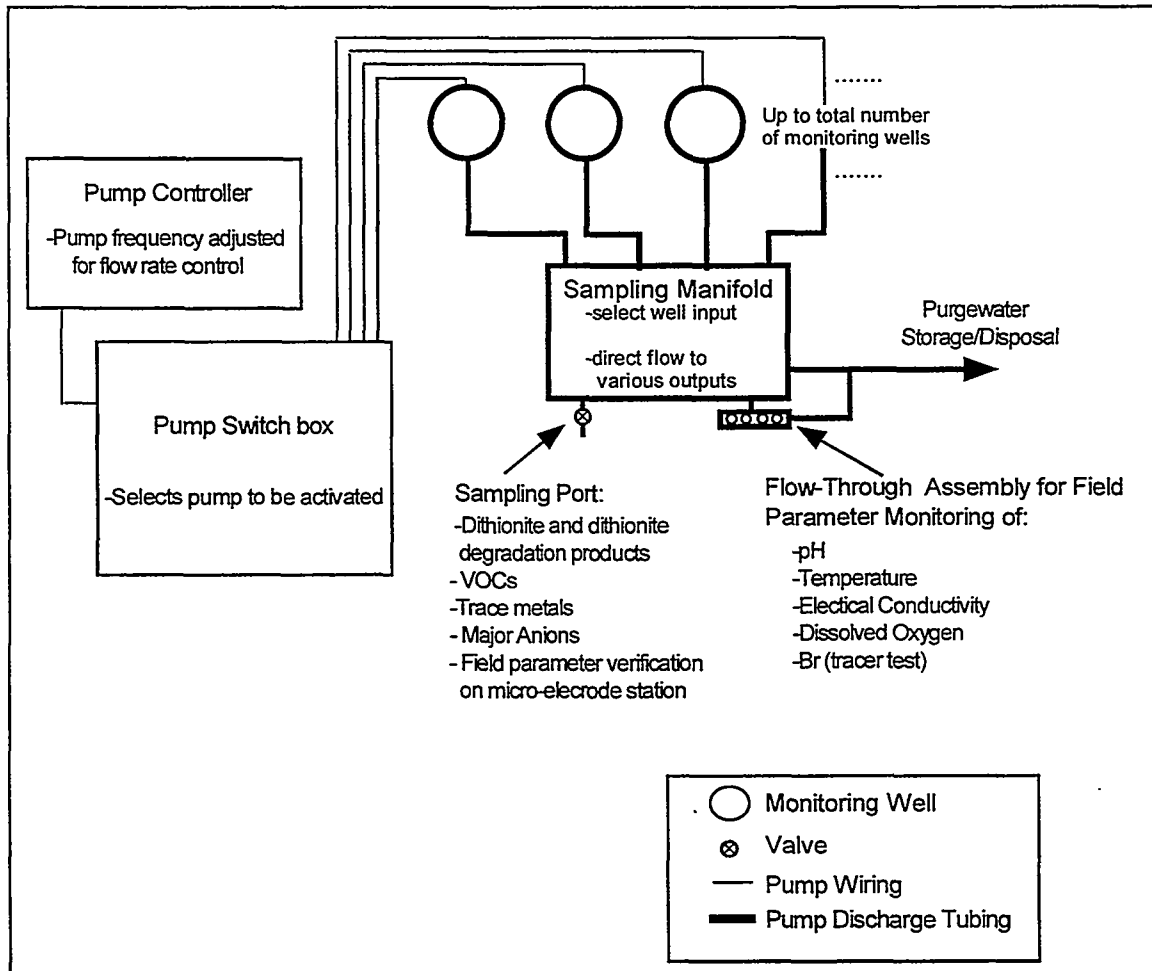 .......
Up to total number
of monitoring wells
.......
Pump Controller
-Pump frequency adjusted
for flow rate control
Sampling Manifold
-select well input
-direct flow to
various outputs
Purgewater
Storage/Disposal
Pump Switch box
-Selects pump to be activated
Sampling Port:
-Dithionite and dithionite
degradation products
- VOCs
-Trace metals
- Major Anions
- Field parameter verification
on micro-elecrode station
Flow-Through Assembly for Field
Parameter Monitoring of:
-pH
-Temperature
-Electical Conductivity
-Dissolved Oxygen
-Br (tracer test)
Monitoring Well
Valve
Pump Wiring
Pump Discharge Tubing